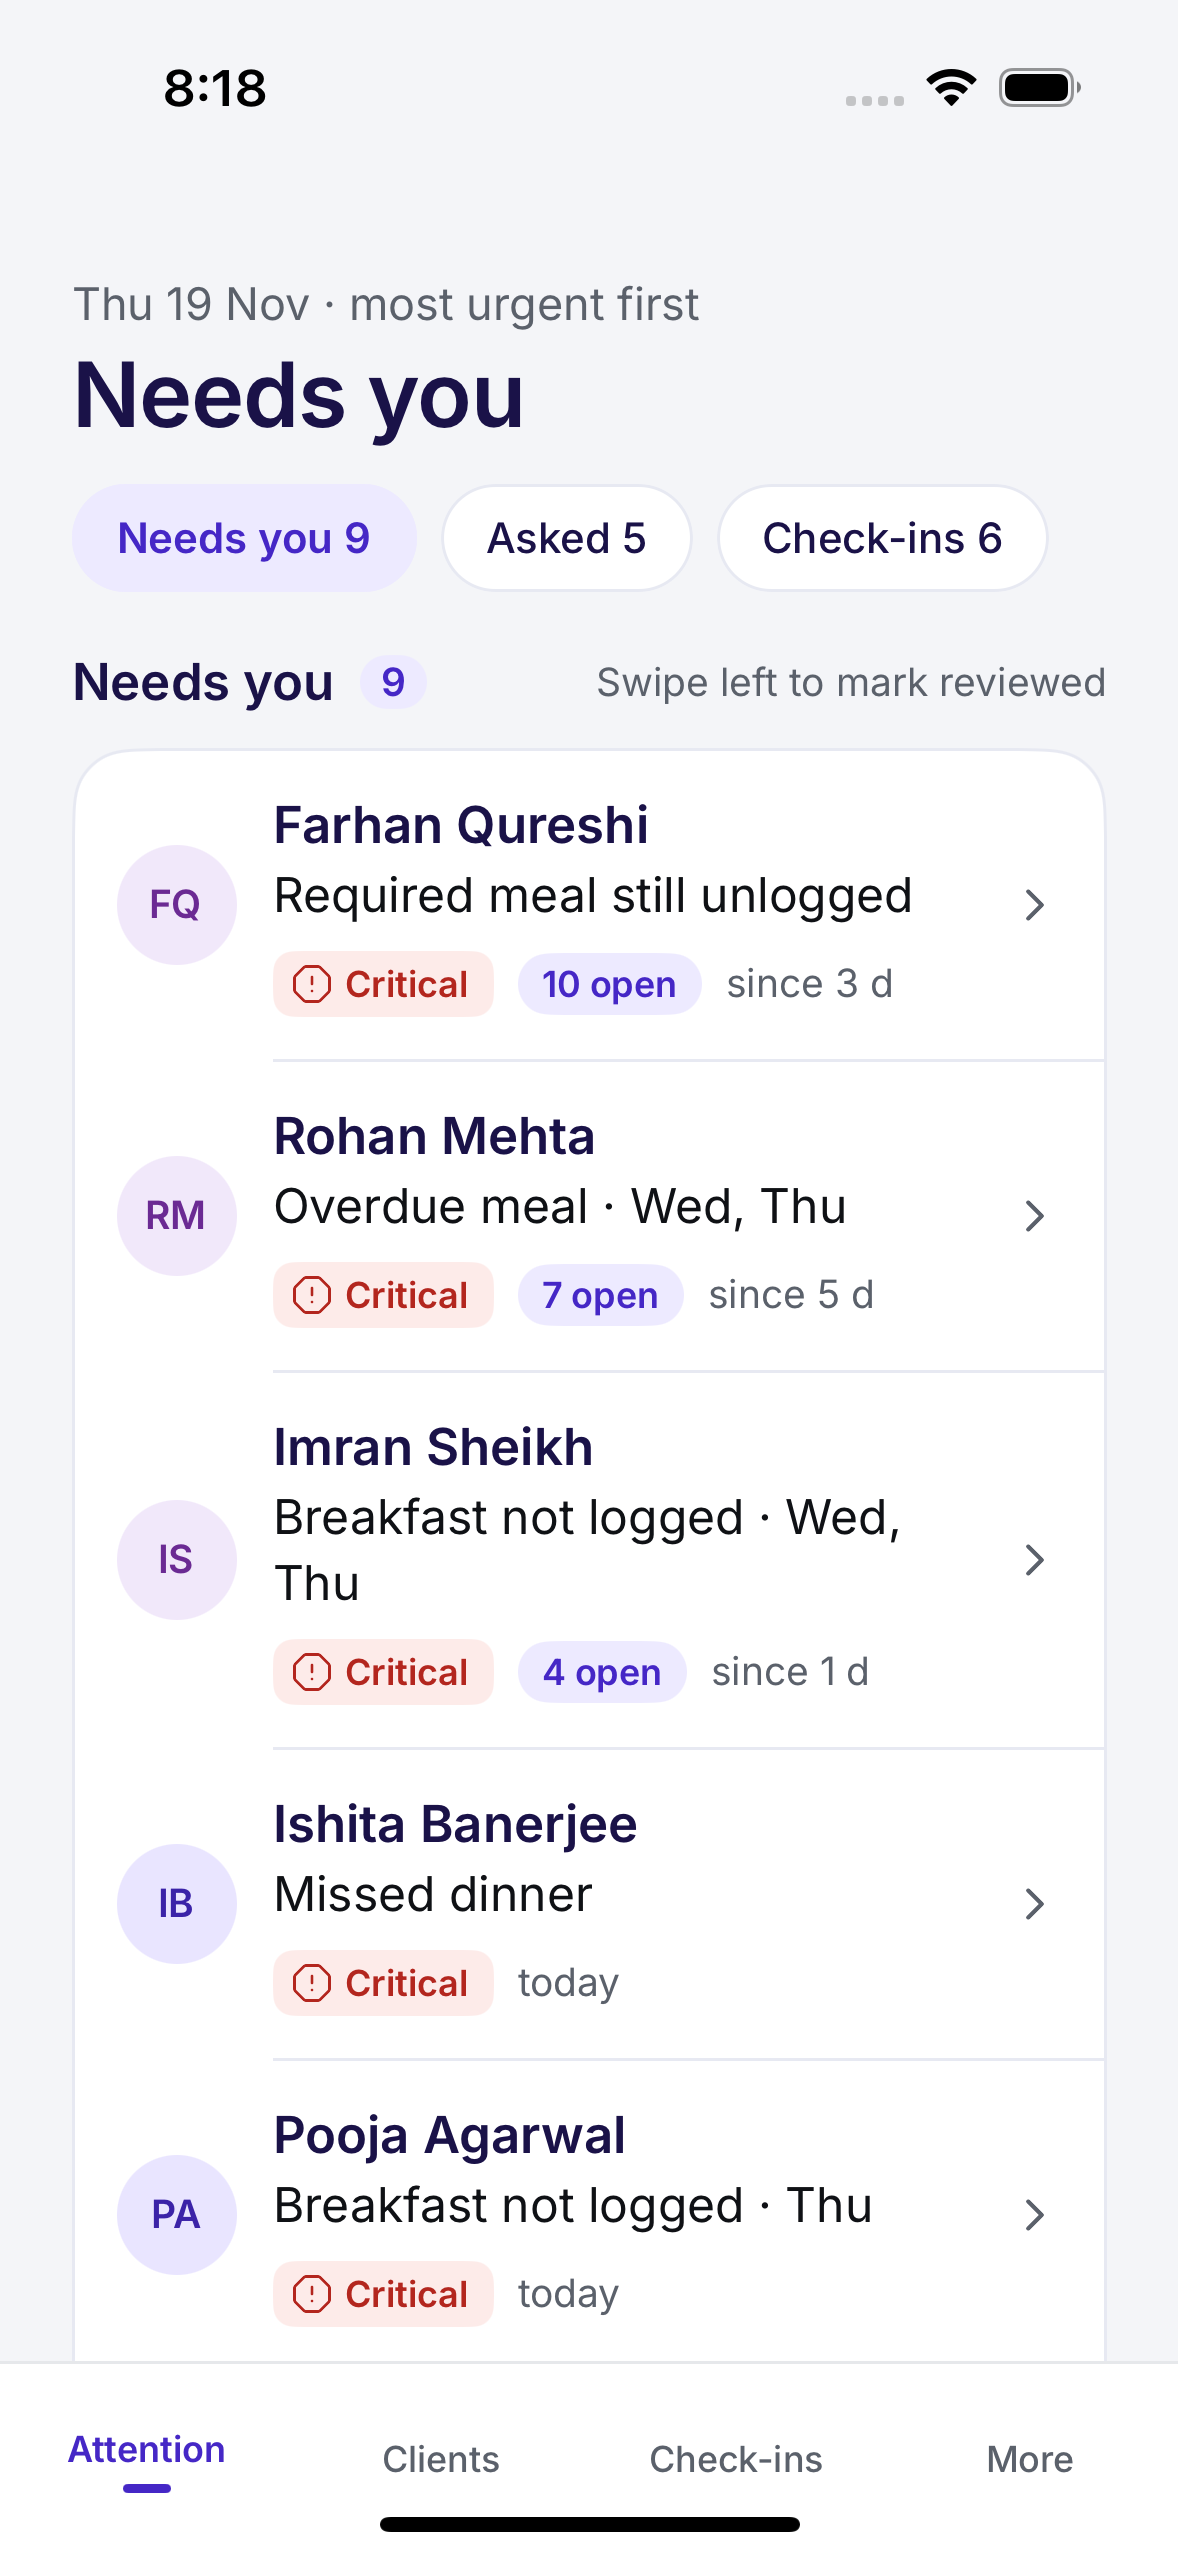 8:18
Thu 19 Nov · most urgent first
Needs you
Needs you 9
Asked 5
Check-ins 6
Needs you 9
Swipe left to mark reviewed
Farhan Qureshi
FQ
Required meal still unlogged
Critical
10 open
since 3 d
Rohan Mehta
RM
Overdue meal · Wed, Thu
Critical
7 open
since 5 d
Imran Sheikh
IS
Breakfast not logged · Wed,
Thu
Critical
4 open
since 1 d
Ishita Banerjee
IB
Missed dinner
Critical
today
Pooja Agarwal
PA
Breakfast not logged · Thu
Critical
today
Attention
Clients
Check-ins
More